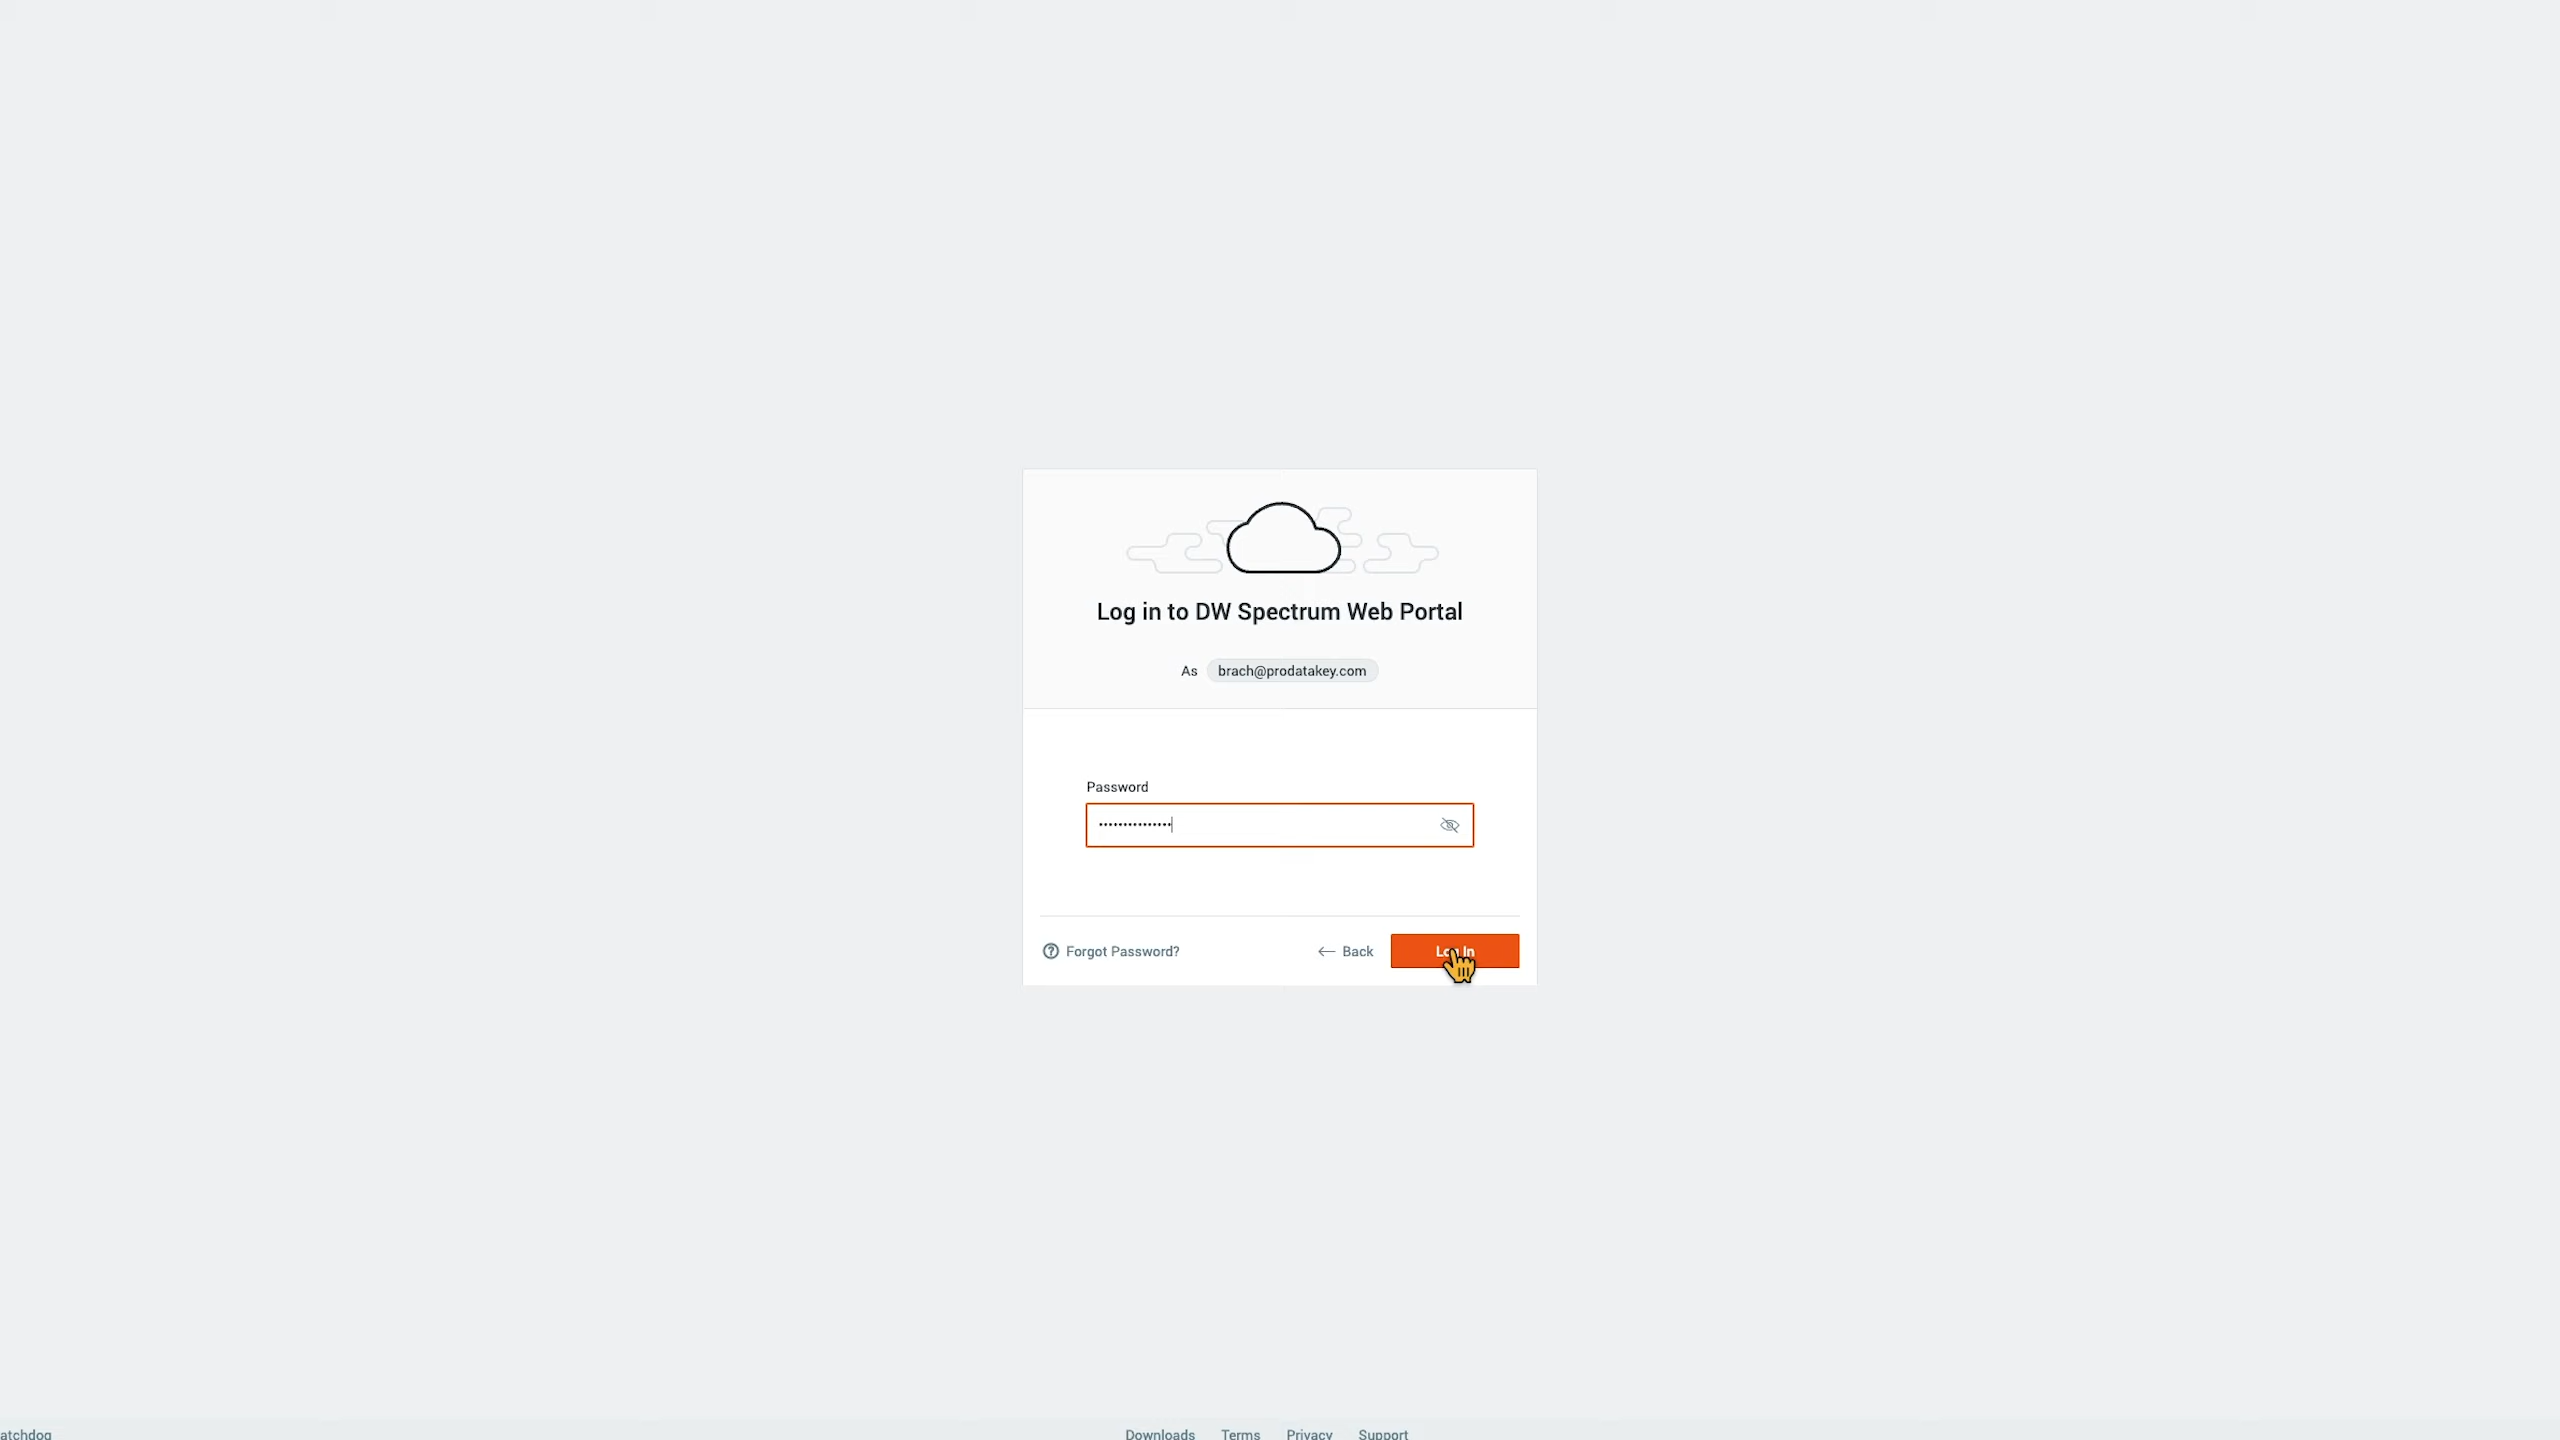 Log in to DW Spectrum Web Portal
As brach@prodatakey.com
Password
•••••••••••••••
Forgot Password?
← Back
Log In
atchdog
Downloads Terms Privacy Support